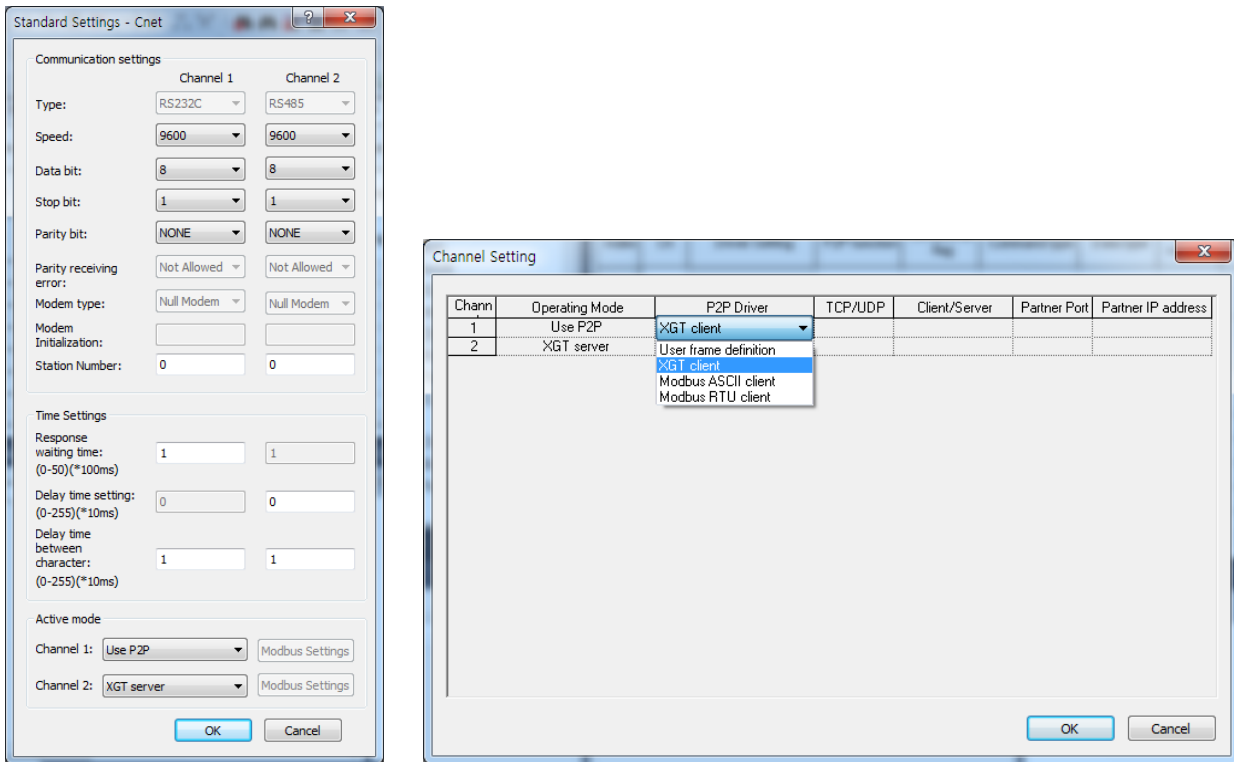 Standard Settings - Cnet
Communication settings
Channel 1 Channel 2
Type: RS232C RS485
Speed: 9600 9600
Data bit: 8 8
Stop bit: 1 1
Parity bit: NONE NONE
Parity receiving
error: Not Allowed Not Allowed
Modem type: Null Modem Null Modem
Modem
Initialization:
Station Number: 0 0
Time Settings
Response
waiting time: 1 1
(0-50)(*100ms)
Delay time setting: 0 0
(0-255)(*10ms)
Delay time
between
character: 1 1
(0-255)(*10ms)
Active mode
Channel 1: Use P2P Modbus Settings
Channel 2: XGT server Modbus Settings
OK Cancel
Channel Setting
Chann Operating Mode P2P Driver TCP/UDP Client/Server Partner Port Partner IP address
1 Use P2P XGT client
2 XGT server
User frame definition
XGT client
Modbus ASCII client
Modbus RTU client
OK Cancel